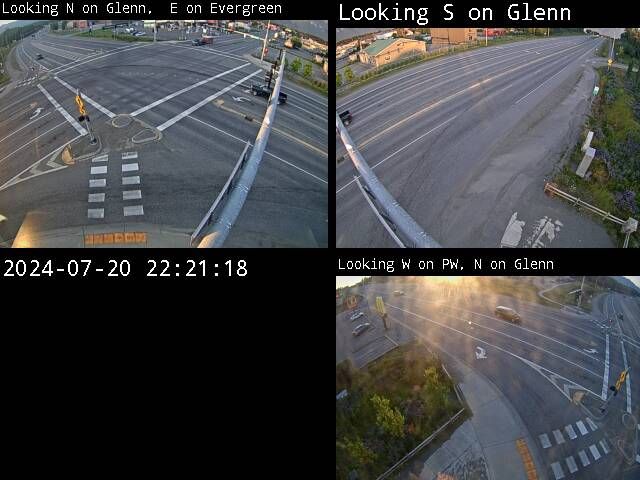 Looking N on Glenn,  E on Evergreen
Looking S on Glenn
2024-07-20 22:21:18
Looking W on PW, N on Glenn